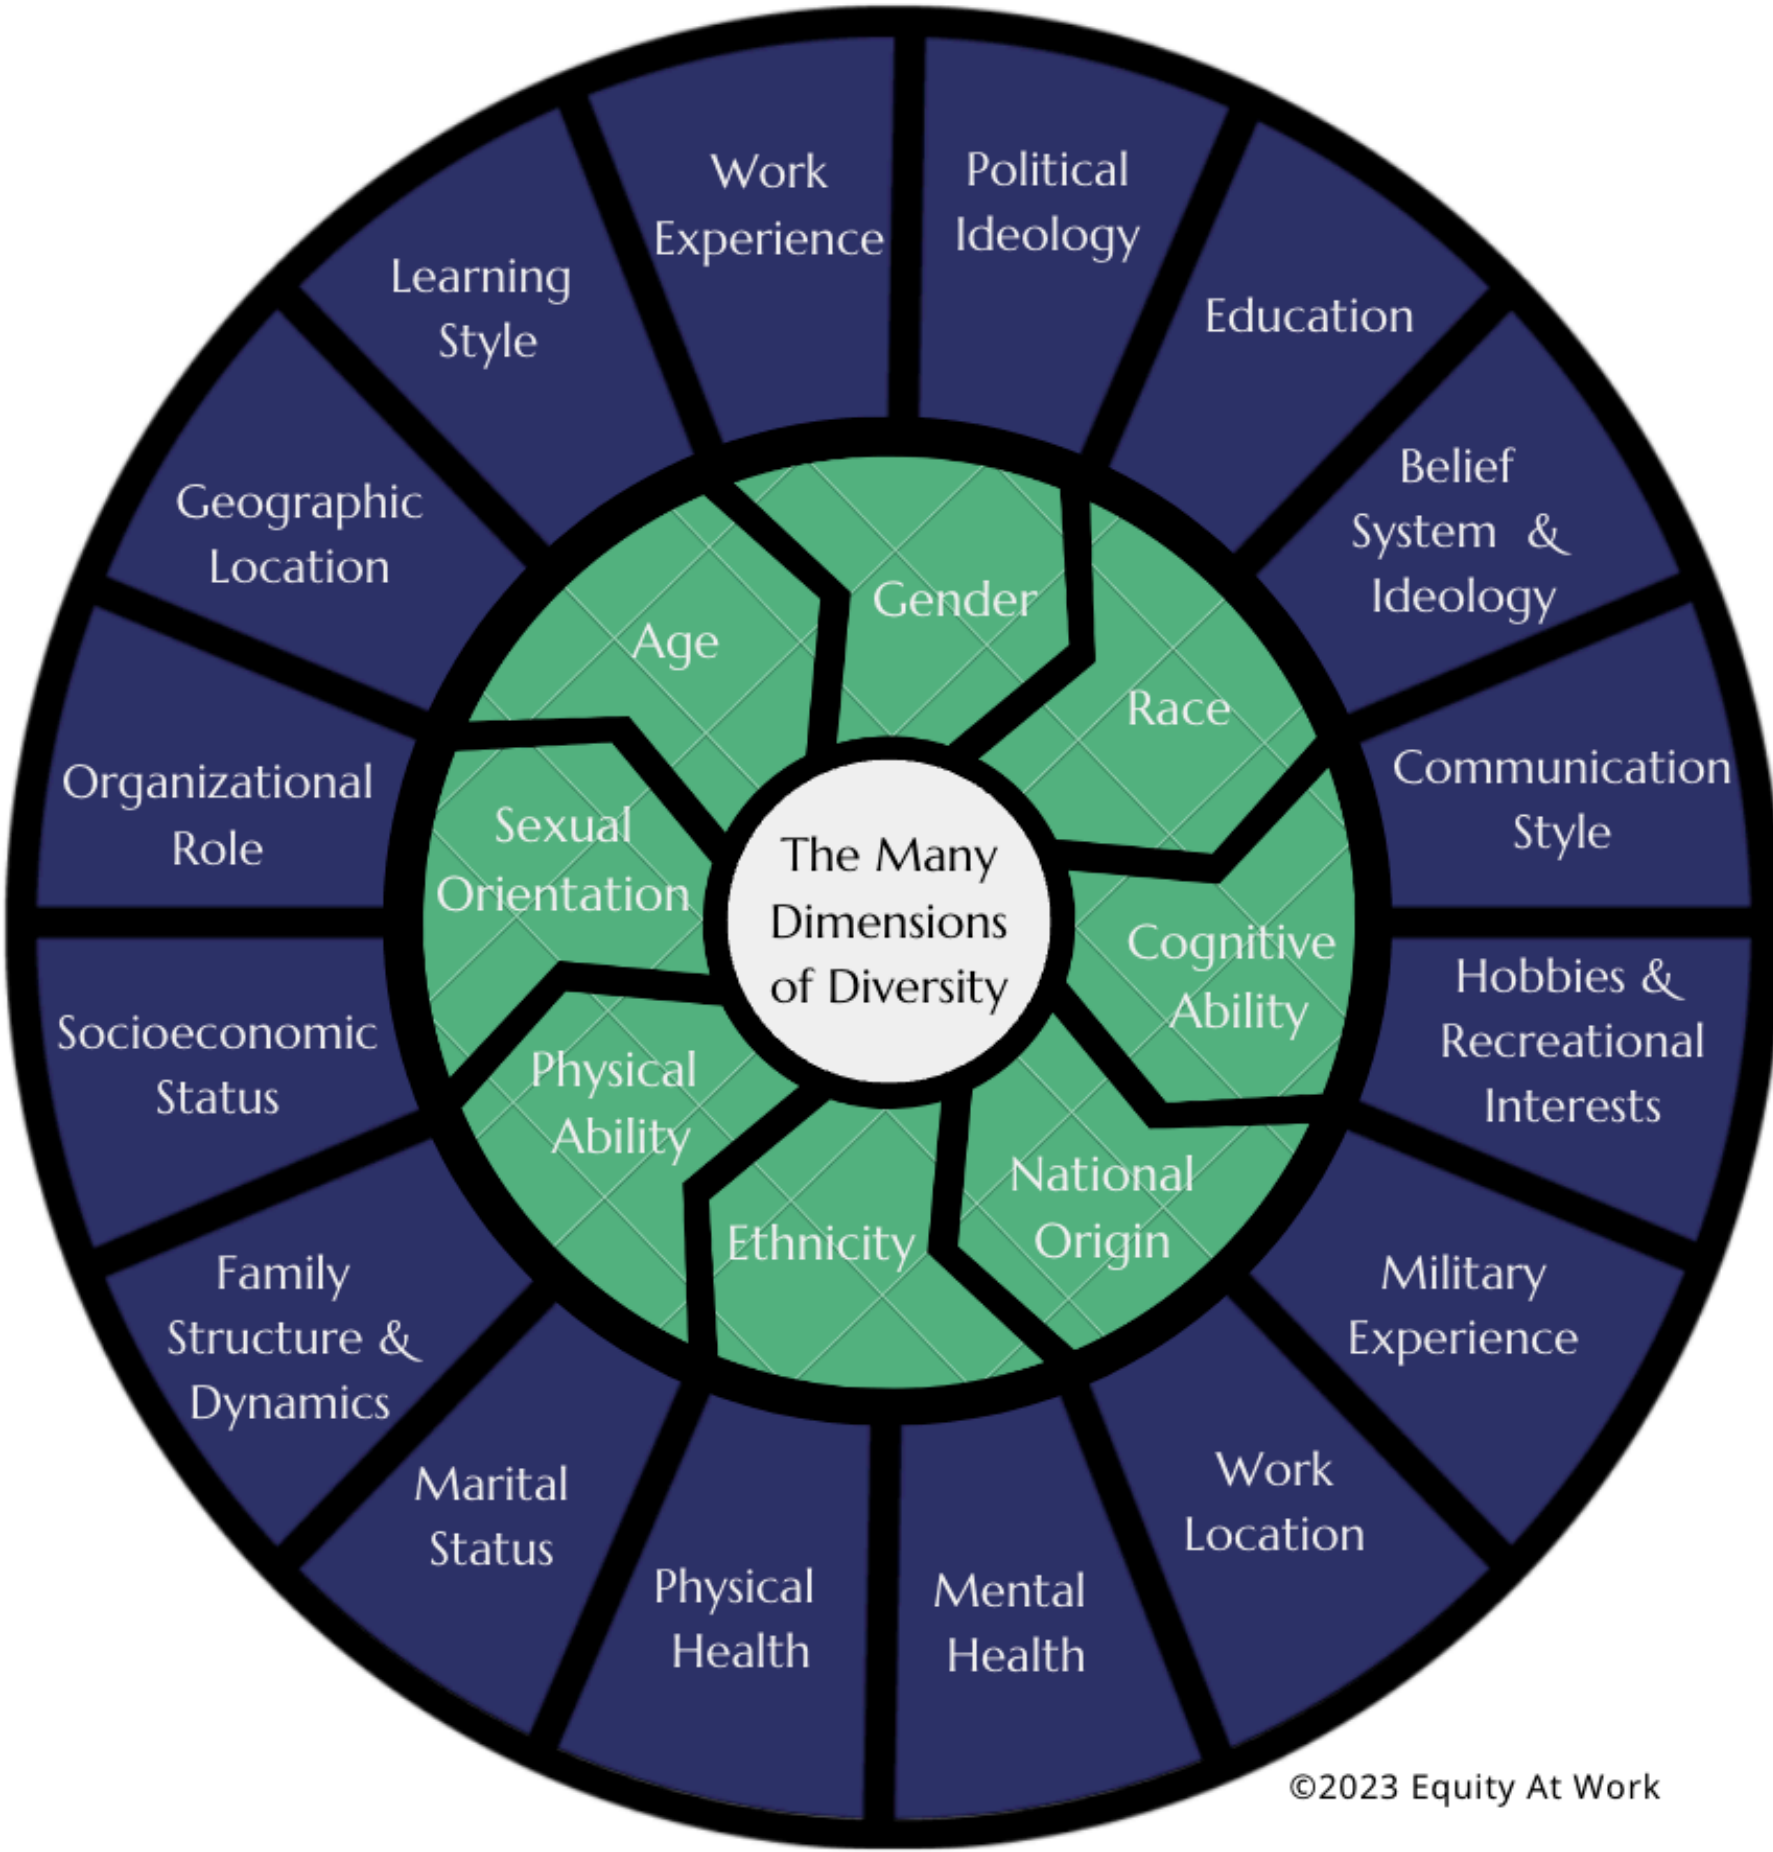 Work
Experience
Political
Ideology
Education
Belief
System &
Ideology
Communication
Style
Hobbies &
Recreational
Interests
Military
Experience
Work
Location
Mental
Health
Physical
Health
Marital
Status
Family
Structure &
Dynamics
Socioeconomic
Status
Organizational
Role
Geographic
Location
Learning
Style
Gender
Race
Cognitive
Ability
National
Origin
Ethnicity
Physical
Ability
Sexual
Orientation
Age
The Many
Dimensions
of Diversity
©2023 Equity At Work